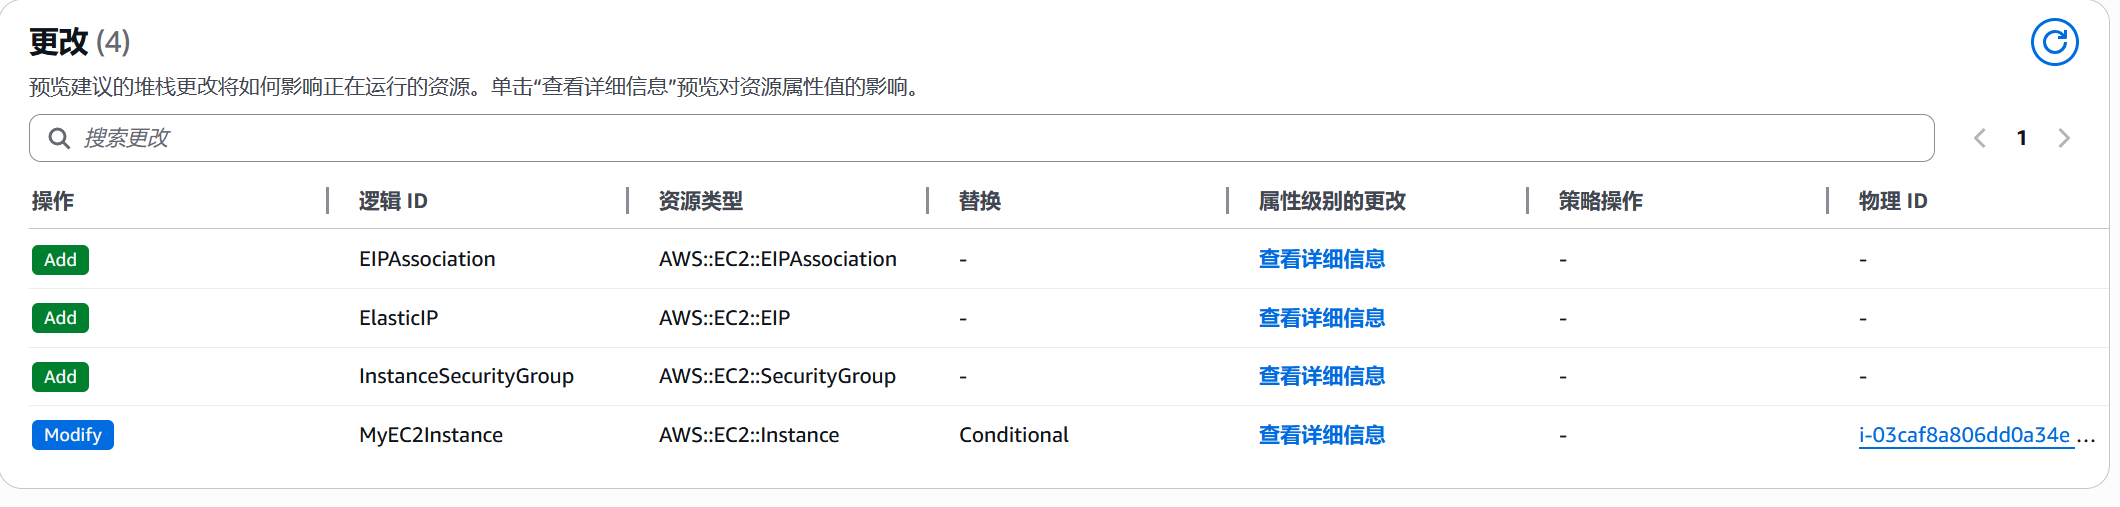 更改 (4)
预览建议的堆栈更改将如何影响正在运行的资源。单击“查看详细信息”预览对资源属性值的影响。
搜索更改
1
操作 逻辑 ID 资源类型 替换 属性级别的更改 策略操作 物理 ID
Add EIPAssociation AWS::EC2::EIPAssociation - 查看详细信息 - -
Add ElasticIP AWS::EC2::EIP - 查看详细信息 - -
Add InstanceSecurityGroup AWS::EC2::SecurityGroup - 查看详细信息 - -
Modify MyEC2Instance AWS::EC2::Instance Conditional 查看详细信息 - i-03caf8a806dd0a34e ...